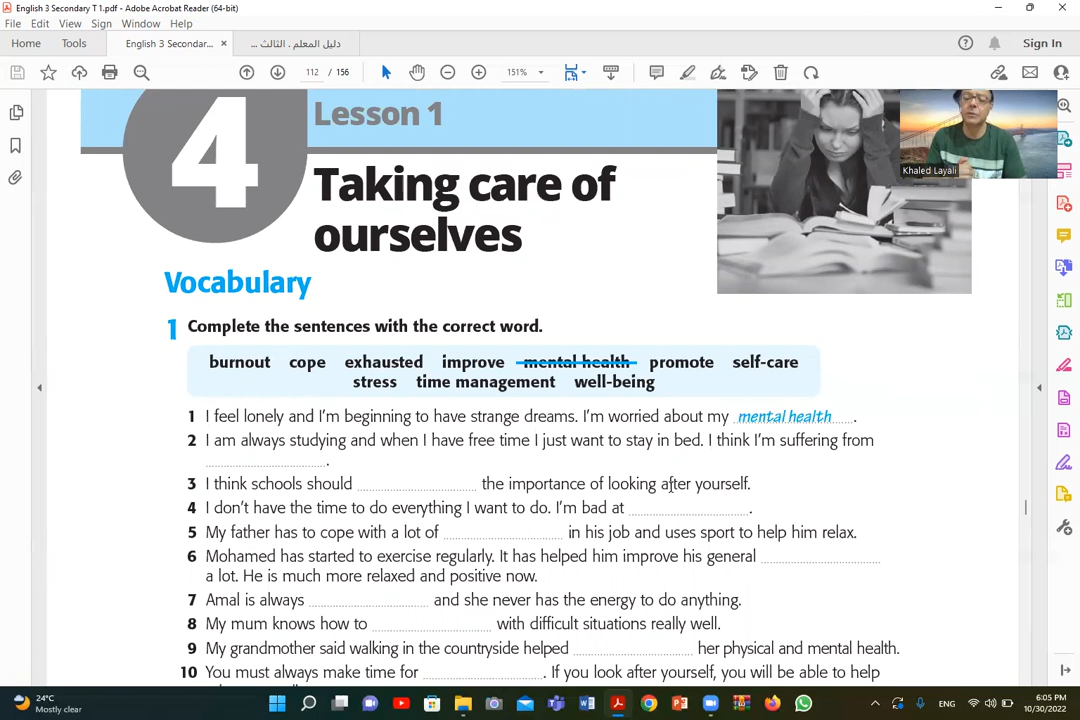 English 3 Secondary T 1.pdf - Adobe Acrobat Reader (64-bit)
File Edit View Sign Window Help
Home Tools English 3 Secondar... × دليل المعلم . الثالث ... Sign In
112 / 156 151%
4 Lesson 1
Khaled Layali
Taking care of
ourselves
Vocabulary
1 Complete the sentences with the correct word.
burnout cope exhausted improve mental health promote self-care
stress time management well-being
1 I feel lonely and I'm beginning to have strange dreams. I'm worried about my mental health .
2 I am always studying and when I have free time I just want to stay in bed. I think I'm suffering from
.............................. .
3 I think schools should .............................. the importance of looking after yourself.
4 I don't have the time to do everything I want to do. I'm bad at .............................. .
5 My father has to cope with a lot of .............................. in his job and uses sport to help him relax.
6 Mohamed has started to exercise regularly. It has helped him improve his general ..............................
a lot. He is much more relaxed and positive now.
7 Amal is always .............................. and she never has the energy to do anything.
8 My mum knows how to .............................. with difficult situations really well.
9 My grandmother said walking in the countryside helped .............................. her physical and mental health.
10 You must always make time for .............................. . If you look after yourself, you will be able to help
24°C
Mostly clear
ENG
6:05 PM
10/30/2022